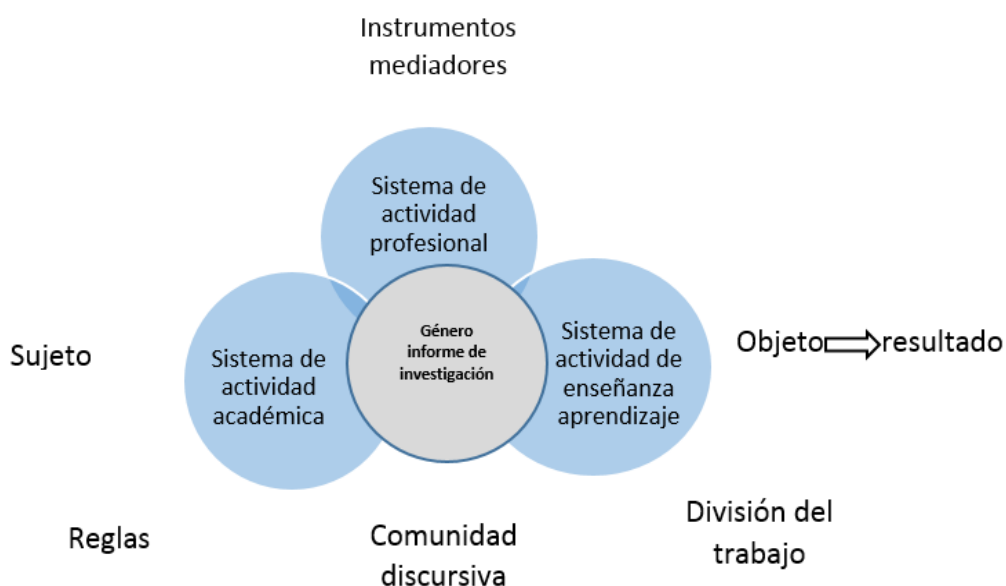 Instrumentos
mediadores
Sistema de
actividad
profesional
Género
informe de
investigación
Sistema de
actividad
académica
Sistema de
actividad de
enseñanza
aprendizaje
Sujeto
Objeto resultado
Reglas
Comunidad
discursiva
División del
trabajo